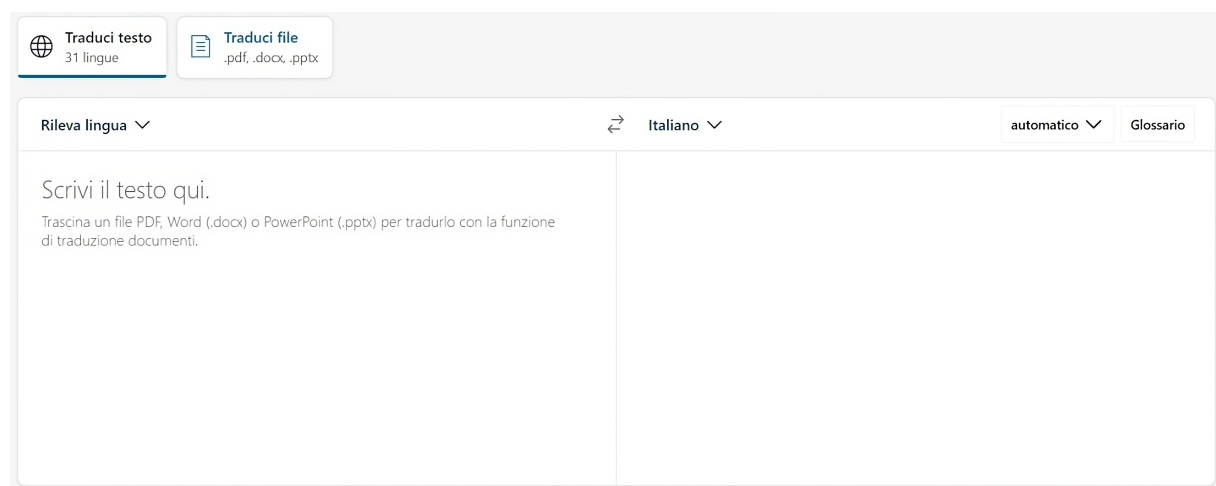 Traduci testo
31 lingue
Traduci file
.pdf, .docx, .pptx
Rileva lingua
Italiano
automatico
Glossario
Scrivi il testo qui.
Trascina un file PDF, Word (.docx) o PowerPoint (.pptx) per tradurlo con la funzione
di traduzione documenti.